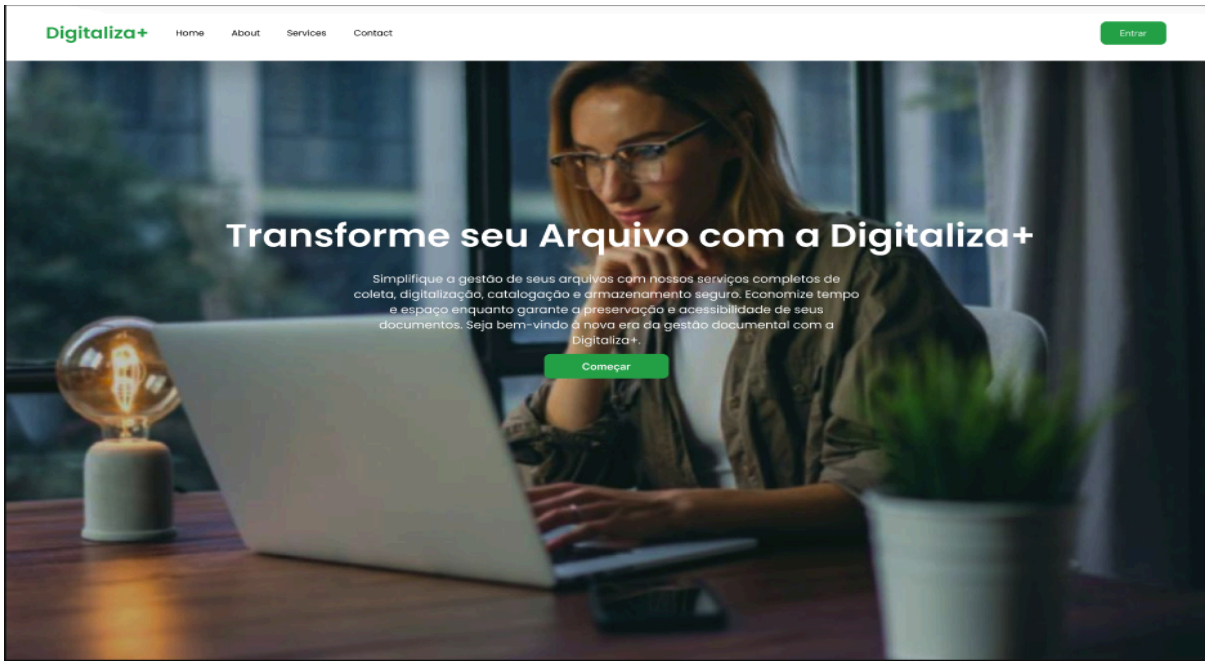 Digitaliza+ Home About Services Contact Entrar
Transforme seu Arquivo com a Digitaliza+
Simplifique a gestão de seus arquivos com nossos serviços completos de
coleta, digitalização, catalogação e armazenamento seguro. Economize tempo
e espaço enquanto garante a preservação e acessibilidade de seus
documentos. Seja bem-vindo à nova era da gestão documental com a
Digitaliza+.
Começar